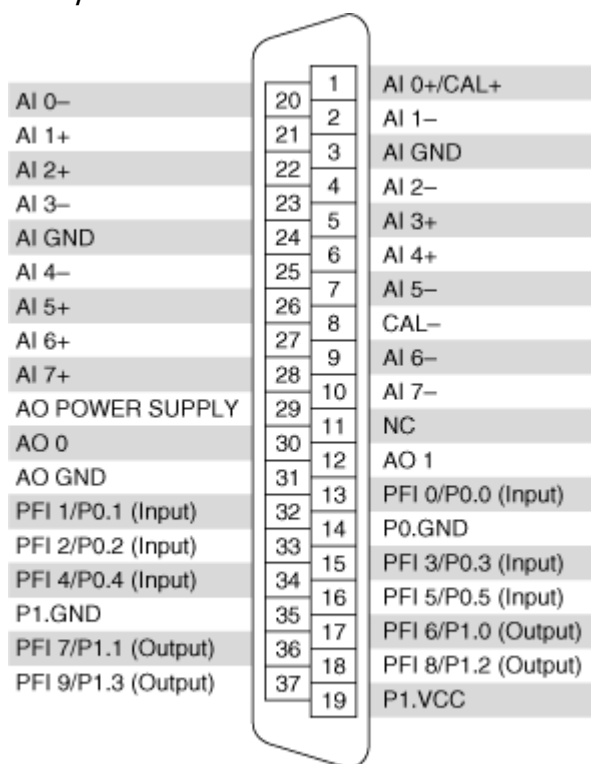 AI 0–
AI 1+
AI 2+
AI 3–
AI GND
AI 4–
AI 5+
AI 6+
AI 7+
AO POWER SUPPLY
AO 0
AO GND
PFI 1/P0.1 (Input)
PFI 2/P0.2 (Input)
PFI 4/P0.4 (Input)
P1.GND
PFI 7/P1.1 (Output)
PFI 9/P1.3 (Output)
20
21
22
23
24
25
26
27
28
29
30
31
32
33
34
35
36
37
1
2
3
4
5
6
7
8
9
10
11
12
13
14
15
16
17
18
19
AI 0+/CAL+
AI 1–
AI GND
AI 2–
AI 3+
AI 4+
AI 5–
CAL–
AI 6–
AI 7–
NC
AO 1
PFI 0/P0.0 (Input)
P0.GND
PFI 3/P0.3 (Input)
PFI 5/P0.5 (Input)
PFI 6/P1.0 (Output)
PFI 8/P1.2 (Output)
P1.VCC